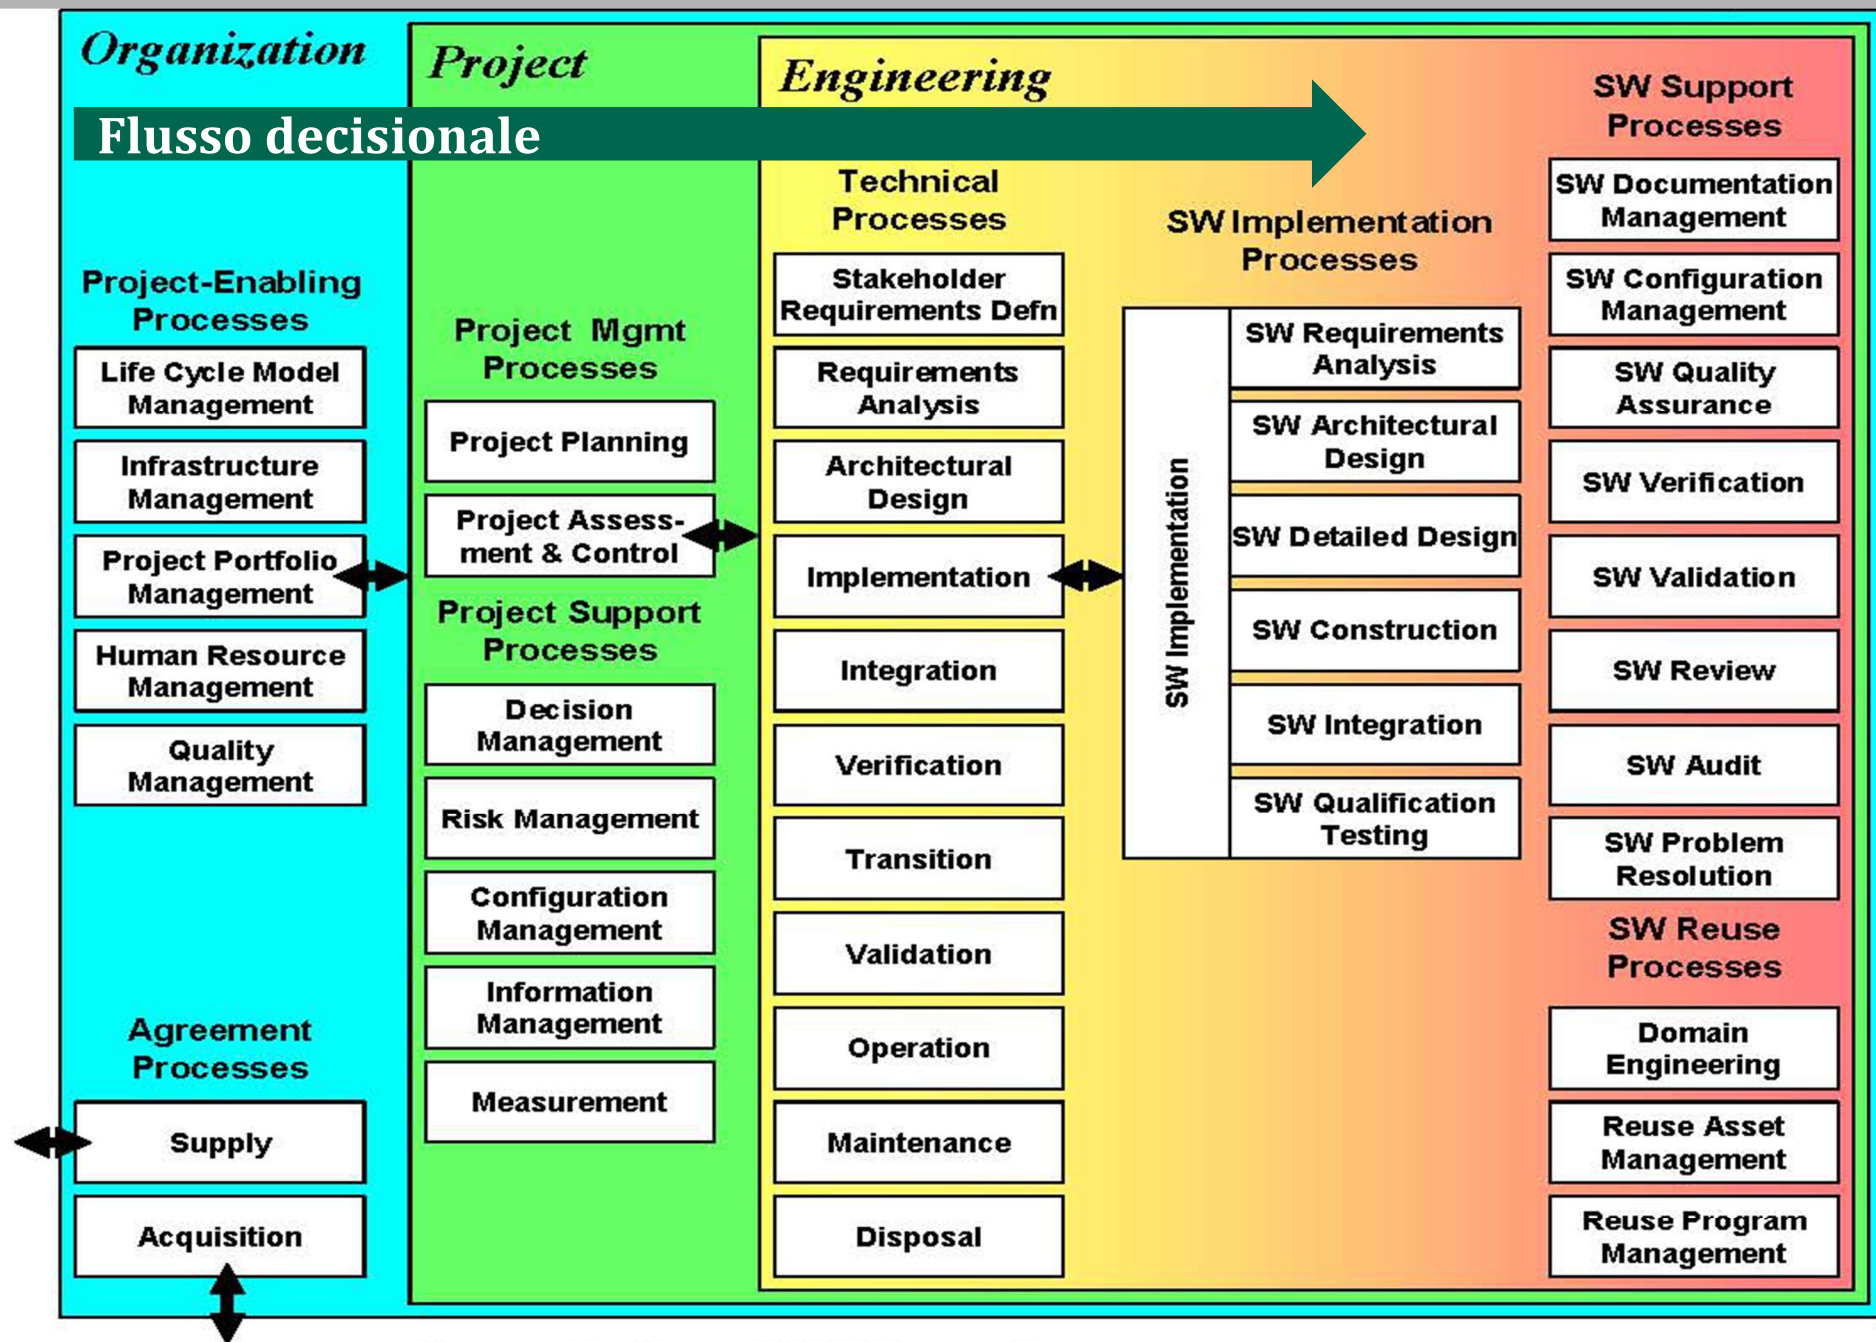 Organization
Project
Engineering
Flusso decisionale
Project-Enabling
Processes
Life Cycle Model
Management
Infrastructure
Management
Project Portfolio
Management
Human Resource
Management
Quality
Management
Agreement
Processes
Supply
Acquisition
Project Mgmt
Processes
Project Planning
Project Assess-
ment & Control
Project Support
Processes
Decision
Management
Risk Management
Configuration
Management
Information
Management
Measurement
Technical
Processes
Stakeholder
Requirements Defn
Requirements
Analysis
Architectural
Design
Implementation
Integration
Verification
Transition
Validation
Operation
Maintenance
Disposal
SW Implementation
Processes
SW Implementation
SW Requirements
Analysis
SW Architectural
Design
SW Detailed Design
SW Construction
SW Integration
SW Qualification
Testing
SW Support
Processes
SW Documentation
Management
SW Configuration
Management
SW Quality
Assurance
SW Verification
SW Validation
SW Review
SW Audit
SW Problem
Resolution
SW Reuse
Processes
Domain
Engineering
Reuse Asset
Management
Reuse Program
Management